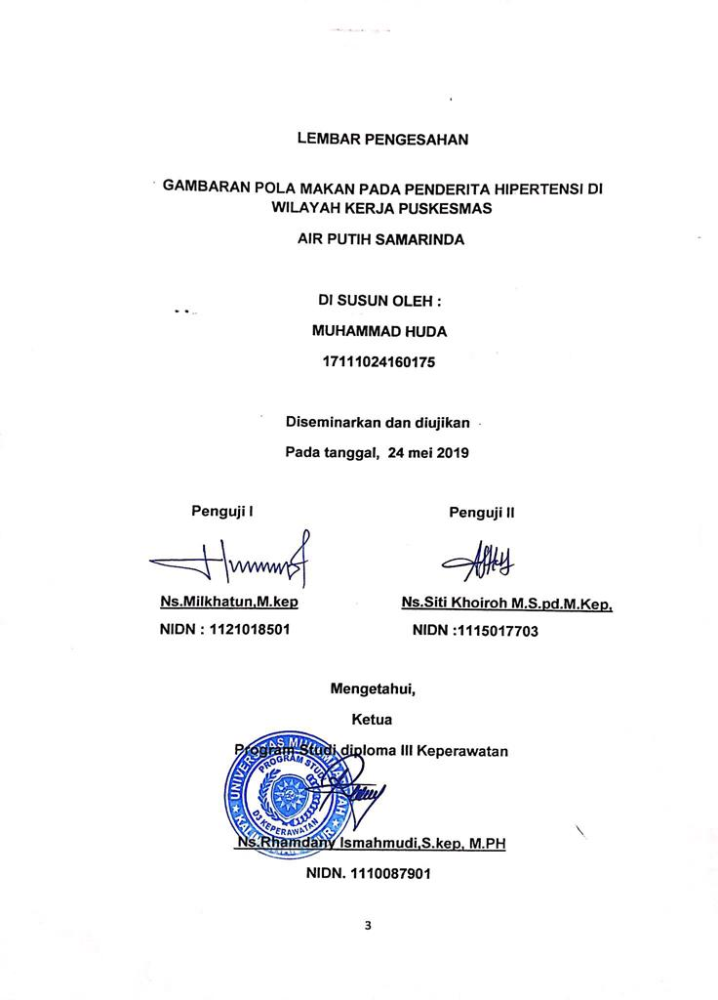 LEMBAR PENGESAHAN
GAMBARAN POLA MAKAN PADA PENDERITA HIPERTENSI DI
WILAYAH KERJA PUSKESMAS
AIR PUTIH SAMARINDA
DI SUSUN OLEH :
MUHAMMAD HUDA
17111024160175
Diseminarkan dan diujikan
Pada tanggal, 24 mei 2019
Penguji I
Penguji II
Ns.Milkhatun,M.kep
Ns.Siti Khoiroh M.S.pd.M.Kep,
NIDN : 1121018501
NIDN :1115017703
Mengetahui,
Ketua
Program Studi diploma III Keperawatan
UNIVERSITAS MUHAMMADIYAH
PROGRAM STUDI
D3 KEPERAWATAN
Ns.Rhamdany Ismahmudi,S.kep, M.PH
NIDN. 1110087901
3